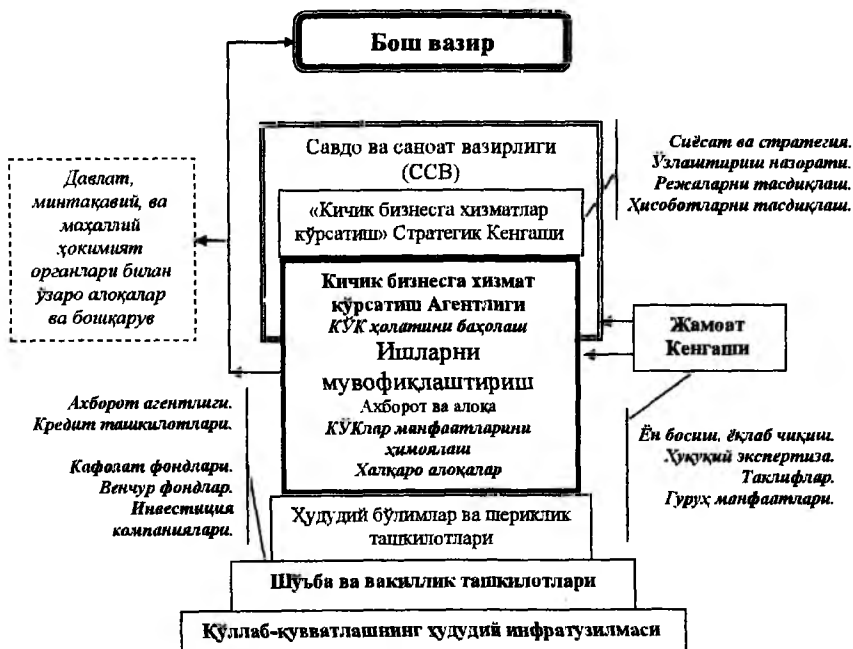 Бош вазир
Савдо ва саноат вазирлиги
(ССВ)
«Кичик бизнесга хизматлар
кўрсатиш» Стратегик Кенгаши
Сиёсат ва стратегия.
Ўзлаштириш назорати.
Режаларни тасдиқлаш.
Ҳисоботларни тасдиқлаш.
Давлат,
минтақавий, ва
маҳаллий
ҳокимият
органлари билан
ўзаро алоқалар
ва бошқарув
Кичик бизнесга хизмат
кўрсатиш Агентлиги
КЎК ҳолатини баҳолаш
Ишларни
мувофиқлаштириш
Ахборот ва алоқа
КЎКлар манфаатларини
ҳимоялаш
Халқаро алоқалар
Жамоат
Кенгаши
Ахборот агентлиги.
Кредит ташкилотлари.
Кафолат фондлари.
Венчур фондлар.
Инвестиция
компаниялари.
Ён босиш, ёқлаб чиқиш.
Ҳуқуқий экспертиза.
Таклифлар.
Гуруҳ манфаатлари.
Ҳудудий бўлимлар ва шериклик
ташкилотлари
Шуъба ва вакиллик ташкилотлари
Қўллаб-қувватлашнинг ҳудудий инфратузилмаси